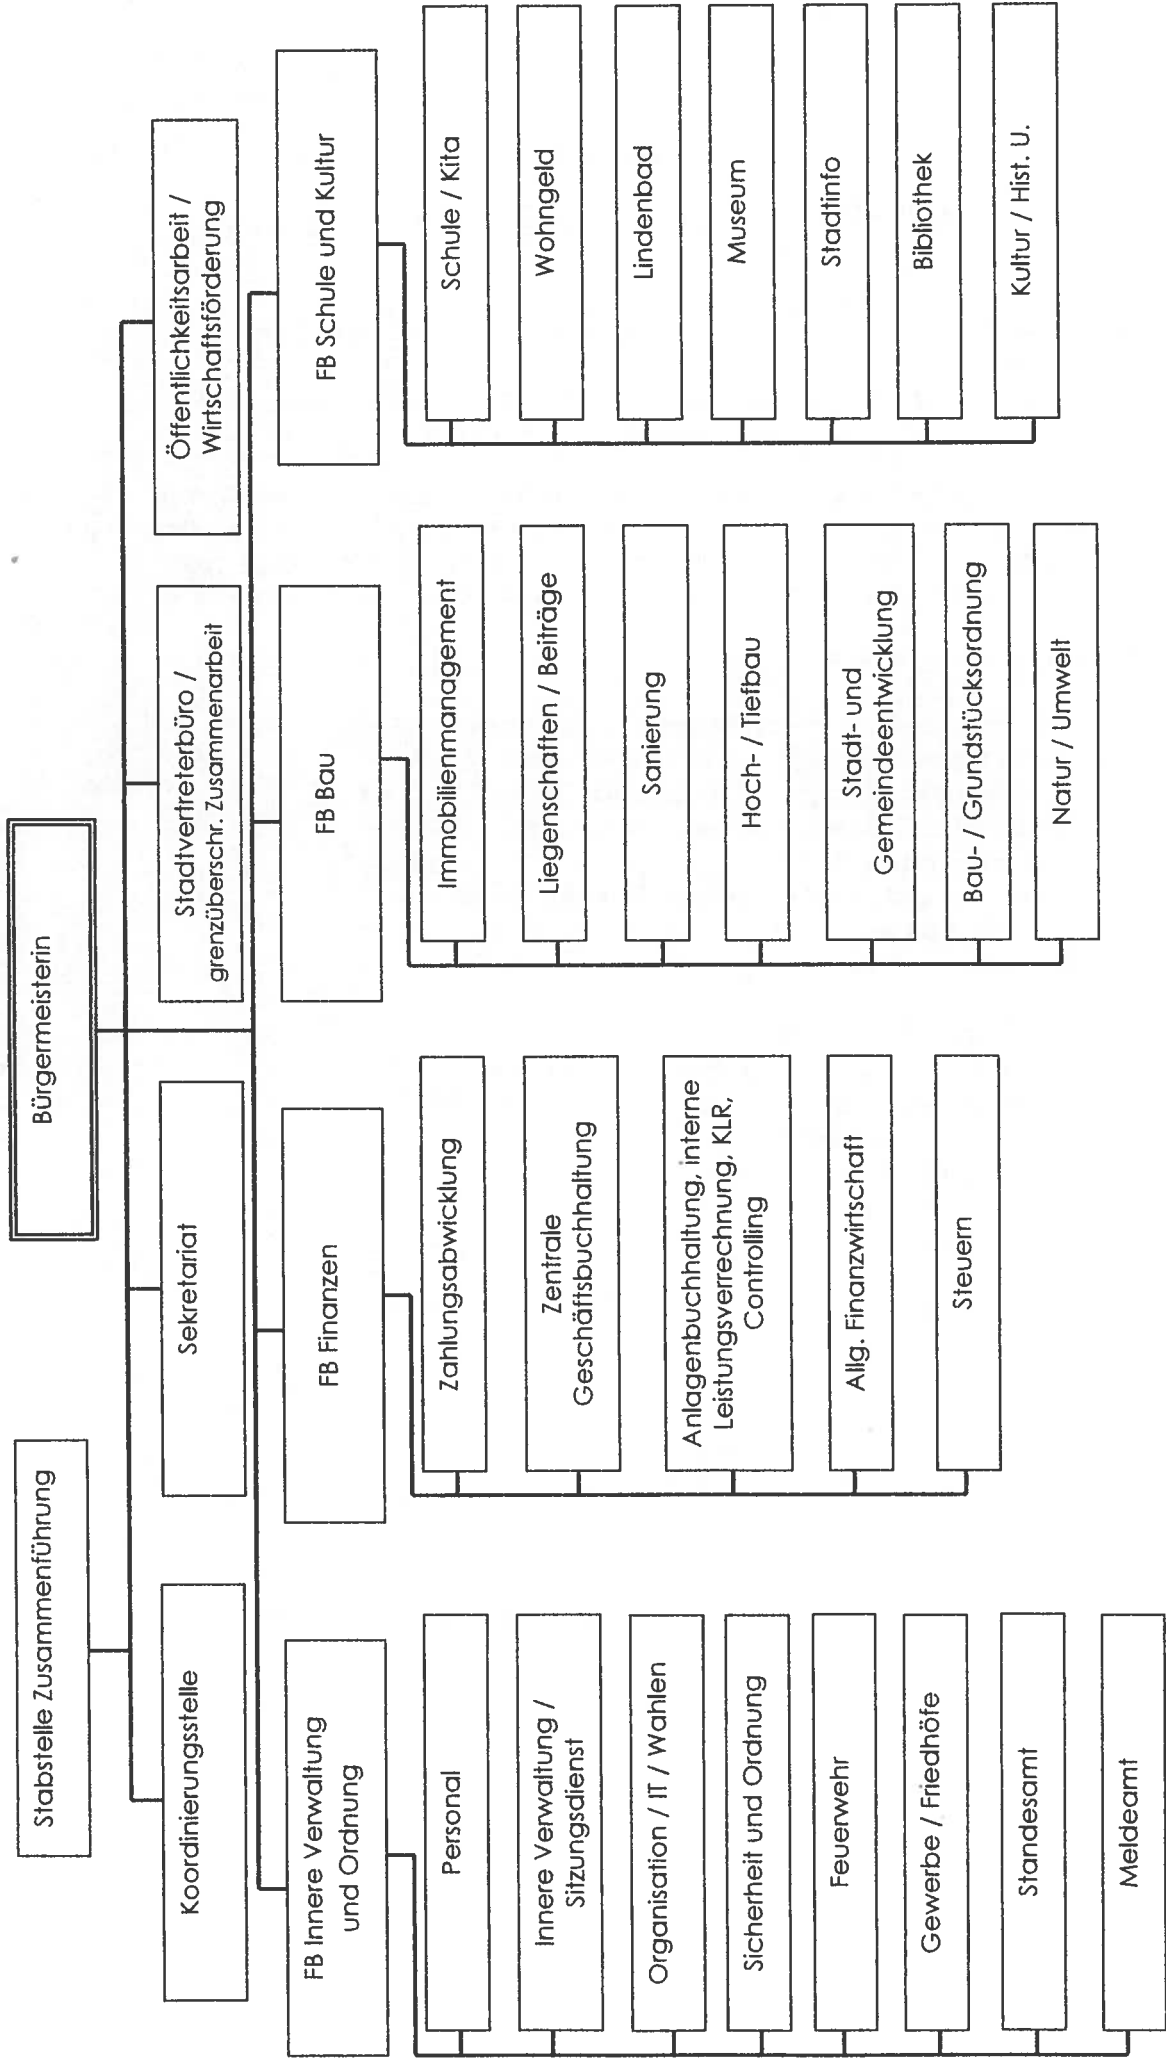 Stabstelle Zusammenführung
Bürgermeisterin
Koordinierungsstelle
Sekretariat
Stadtvertreterbüro /
grenzüberschr. Zusammenarbeit
Öffentlichkeitsarbeit /
Wirtschaftsförderung
FB Innere Verwaltung
und Ordnung
Personal
Innere Verwaltung /
Sitzungsdienst
Organisation / IT / Wahlen
Sicherheit und Ordnung
Feuerwehr
Gewerbe / Friedhöfe
Standesamt
Meldeamt
FB Finanzen
Zahlungsabwicklung
Zentrale
Geschäftsbuchhaltung
Anlagenbuchhaltung, interne
Leistungsverrechnung, KLR,
Controlling
Allg. Finanzwirtschaft
Steuern
FB Bau
Immobilienmanagement
Liegenschaften / Beiträge
Sanierung
Hoch- / Tiefbau
Stadt- und
Gemeindeentwicklung
Bau- / Grundstücksordnung
Natur / Umwelt
FB Schule und Kultur
Schule / Kita
Wohngeld
Lindenbad
Museum
Stadtinfo
Bibliothek
Kultur / Hist. U.